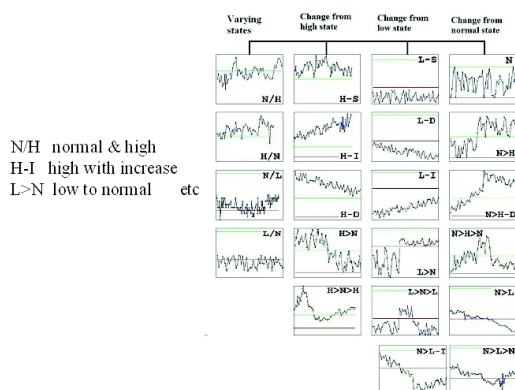 Varying
states
Change from
high state
Change from
low state
Change from
normal state
N/H
H-S
L-S
N
N/H normal & high
H-I high with increase
L>N low to normal etc
H/N
H-I
L-D
N>H
N/L
H-D
L-I
N>H-D
L/N
H>N
L>N
N>H>N
H>N>H
L>N>L
N>L
N>L-I
N>L>N